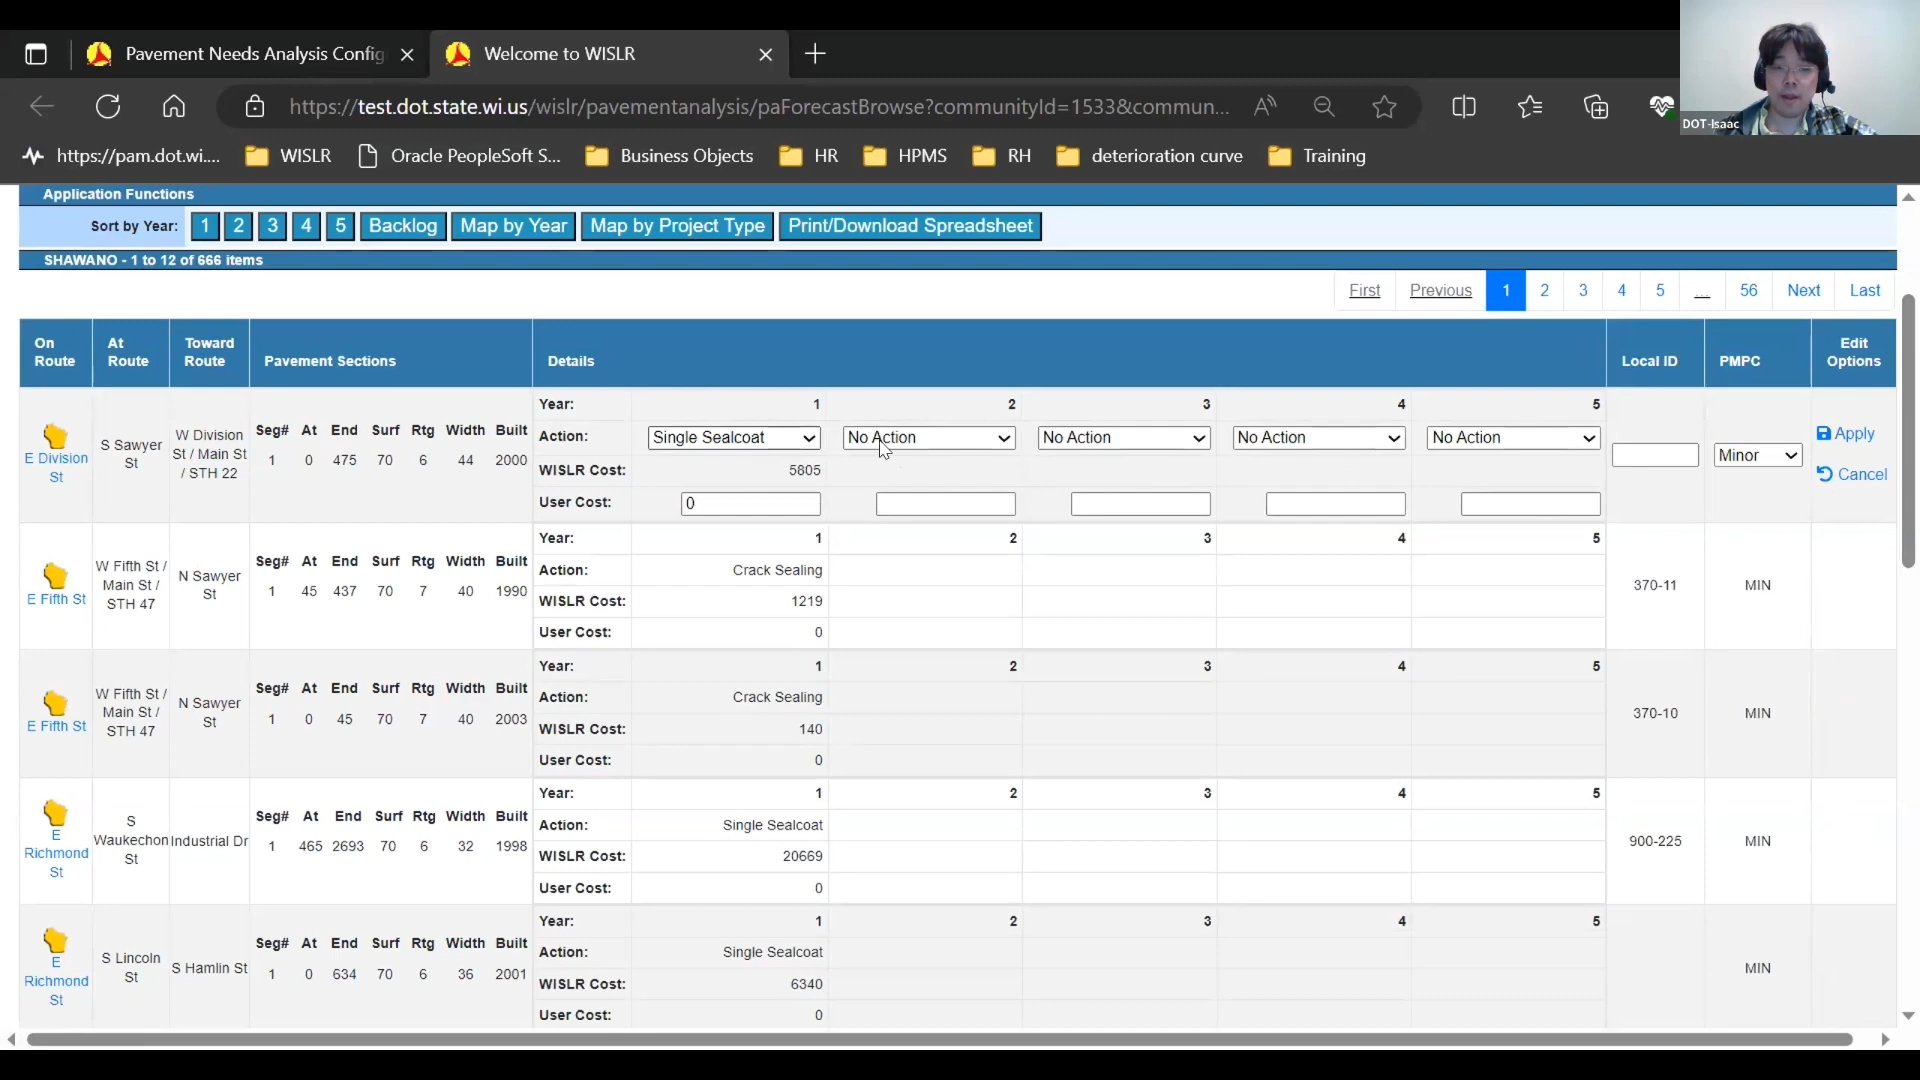 Pavement Needs Analysis Config
Welcome to WISLR
https://test.dot.state.wi.us/wislr/pavementanalysis/paForecastBrowse?communityId=1533&commun...
DOT-Isaac
https://pam.dot.wi.... WISLR Oracle PeopleSoft S... Business Objects HR HPMS RH deterioration curve Training
Application Functions
Sort by Year: 1 2 3 4 5 Backlog Map by Year Map by Project Type Print/Download Spreadsheet
SHAWANO - 1 to 12 of 666 items
First Previous 1 2 3 4 5 ... 56 Next Last
On Route At Route Toward Route Pavement Sections Details Local ID PMPC Edit Options
E Division St
S Sawyer St
W Division St / Main St / STH 22
Seg# At End Surf Rtg Width Built
1 0 475 70 6 44 2000
Year: 1 2 3 4 5
Action: Single Sealcoat No Action No Action No Action No Action
WISLR Cost: 5805
User Cost: 0
Minor
Apply
Cancel
E Fifth St
W Fifth St / Main St / STH 47
N Sawyer St
Seg# At End Surf Rtg Width Built
1 45 437 70 7 40 1990
Year: 1 2 3 4 5
Action: Crack Sealing
WISLR Cost: 1219
User Cost: 0
370-11
MIN
E Fifth St
W Fifth St / Main St / STH 47
N Sawyer St
Seg# At End Surf Rtg Width Built
1 0 45 70 7 40 2003
Year: 1 2 3 4 5
Action: Crack Sealing
WISLR Cost: 140
User Cost: 0
370-10
MIN
E Richmond St
S Waukechon St
Industrial Dr
Seg# At End Surf Rtg Width Built
1 465 2693 70 6 32 1998
Year: 1 2 3 4 5
Action: Single Sealcoat
WISLR Cost: 20669
User Cost: 0
900-225
MIN
E Richmond St
S Lincoln St
S Hamlin St
Seg# At End Surf Rtg Width Built
1 0 634 70 6 36 2001
Year: 1 2 3 4 5
Action: Single Sealcoat
WISLR Cost: 6340
User Cost: 0
MIN